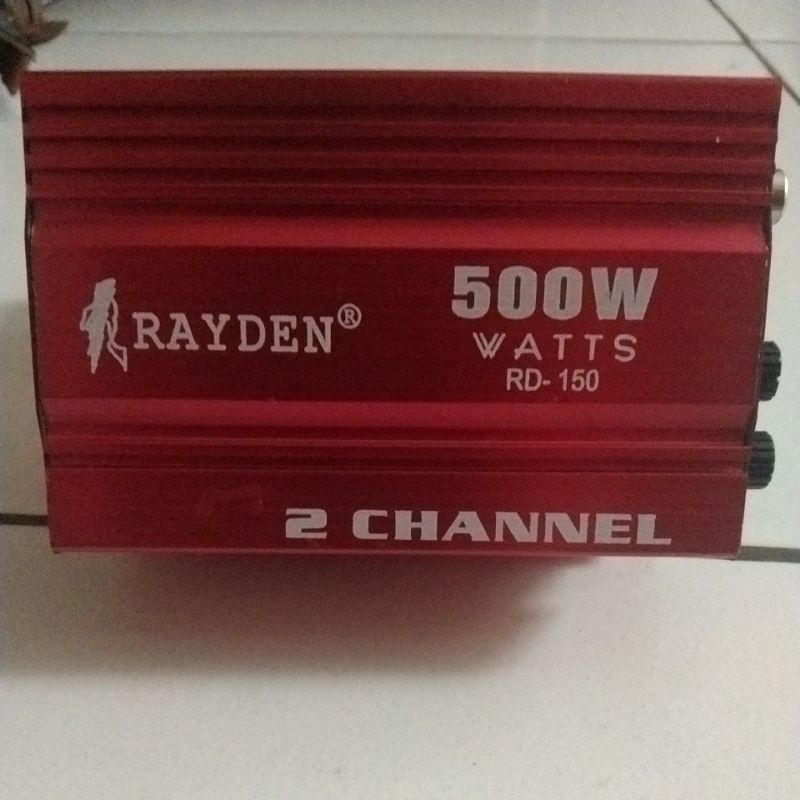 RAYDEN®
500W
WATTS
RD-150
2 CHANNEL